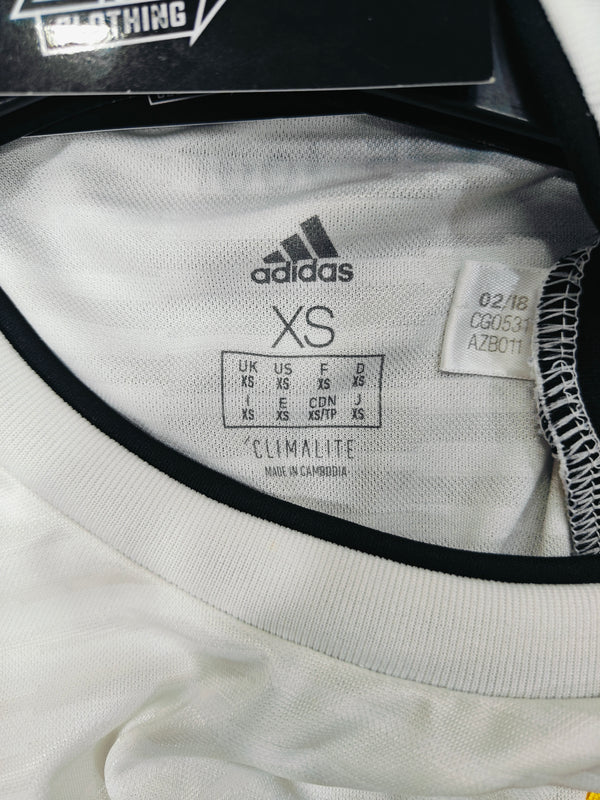 CLOTHING
adidas
XS
UK US F D
XS XS XS XS
I E CDN J
XS XS XS/TP XS
CLIMALITE
MADE IN CAMBODIA
02/18
CG0531
AZB011